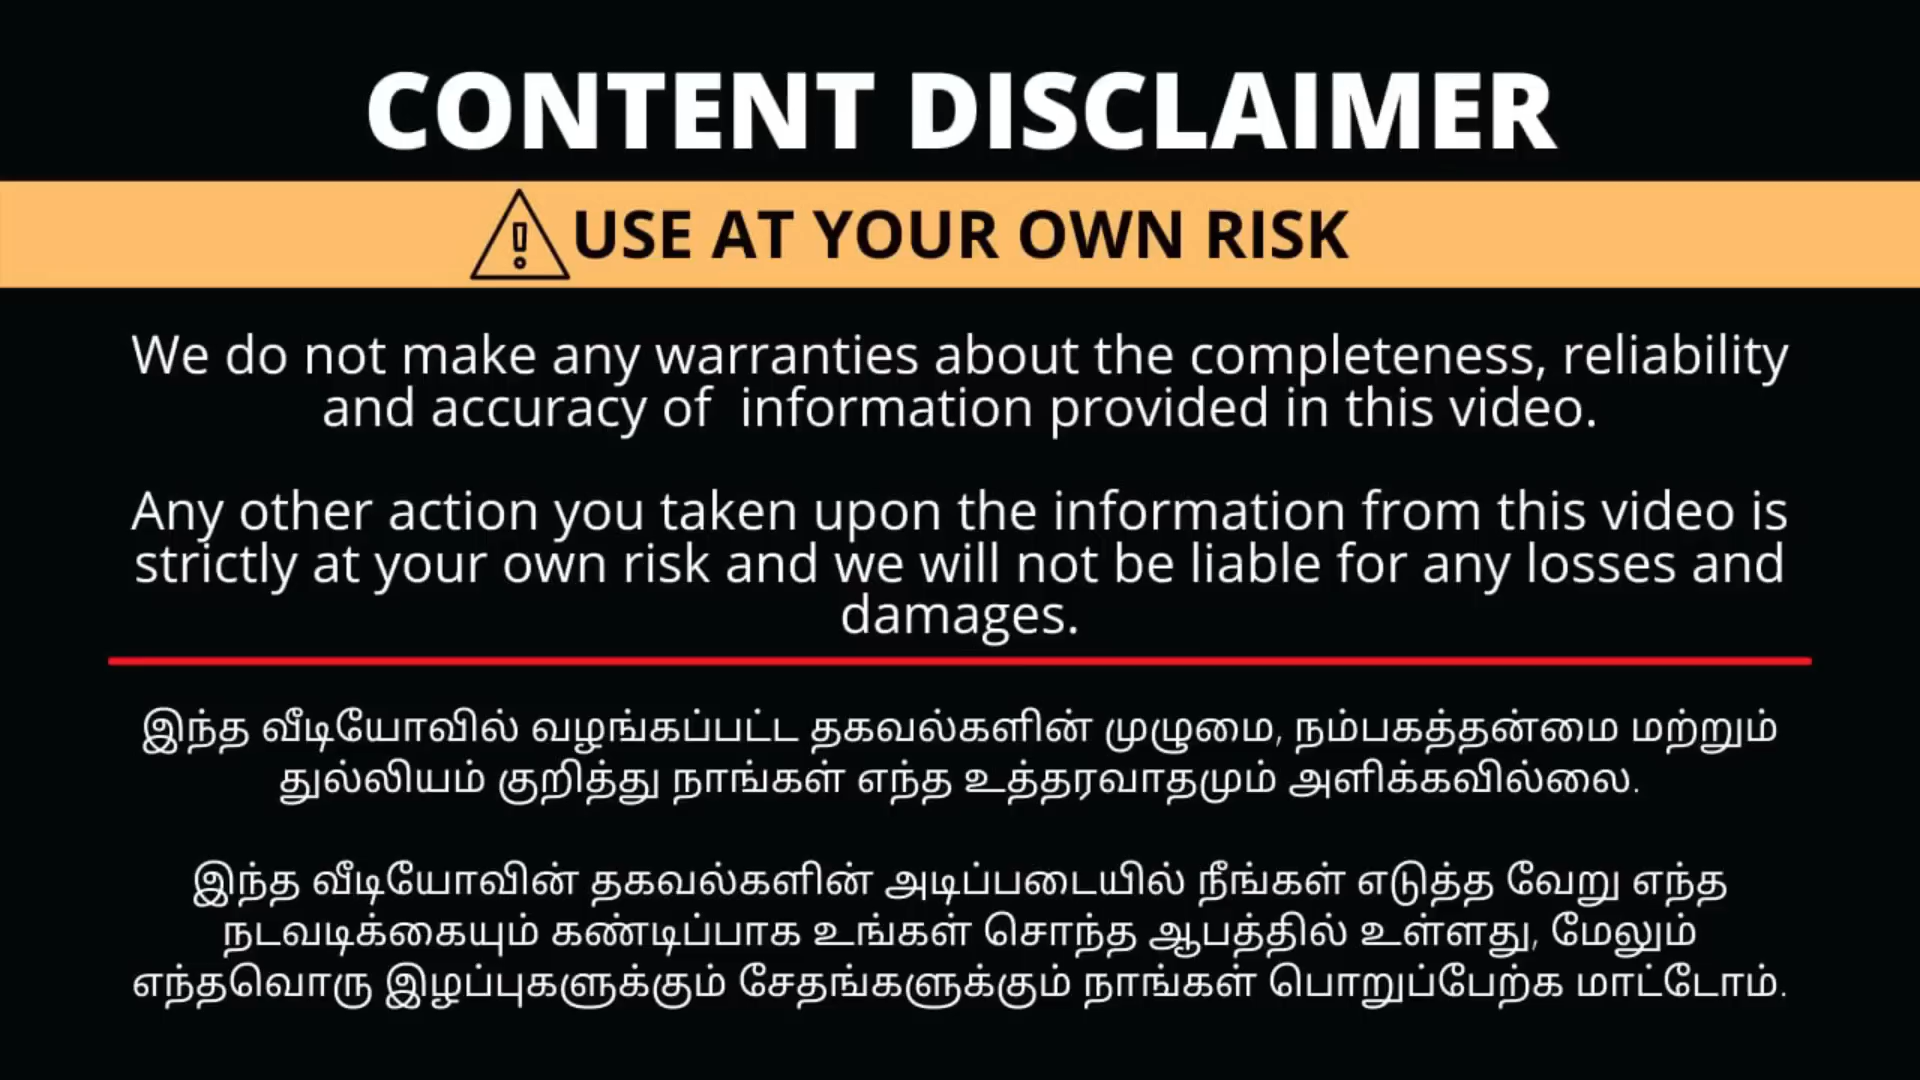 CONTENT DISCLAIMER
USE AT YOUR OWN RISK
We do not make any warranties about the completeness, reliability
and accuracy of  information provided in this video.
Any other action you taken upon the information from this video is
strictly at your own risk and we will not be liable for any losses and
damages.
இந்த வீடியோவில் வழங்கப்பட்ட தகவல்களின் முழுமை, நம்பகத்தன்மை மற்றும்
துல்லியம் குறித்து நாங்கள் எந்த உத்தரவாதமும் அளிக்கவில்லை.
இந்த வீடியோவின் தகவல்களின் அடிப்படையில் நீங்கள் எடுத்த வேறு எந்த
நடவடிக்கையும் கண்டிப்பாக உங்கள் சொந்த ஆபத்தில் உள்ளது, மேலும்
எந்தவொரு இழப்புகளுக்கும் சேதங்களுக்கும் நாங்கள் பொறுப்பேற்க மாட்டோம்.